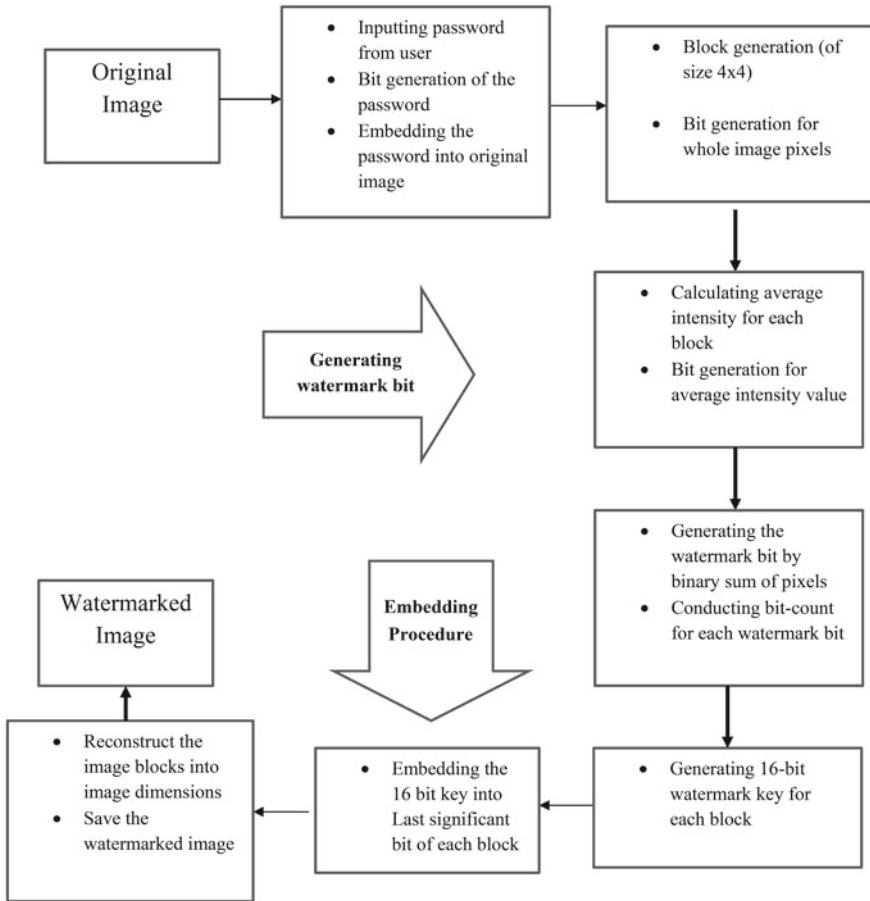 Original
Image
• Inputting password
from user
• Bit generation of the
password
• Embedding the
password into original
image
• Block generation (of
size 4x4)
• Bit generation for
whole image pixels
• Calculating average
intensity for each
block
• Bit generation for
average intensity value
Generating
watermark bit
• Generating the
watermark bit by
binary sum of pixels
• Conducting bit-count
for each watermark bit
Embedding
Procedure
• Generating 16-bit
watermark key for
each block
• Embedding the
16 bit key into
Last significant
bit of each block
• Reconstruct the
image blocks into
image dimensions
• Save the
watermarked image
Watermarked
Image